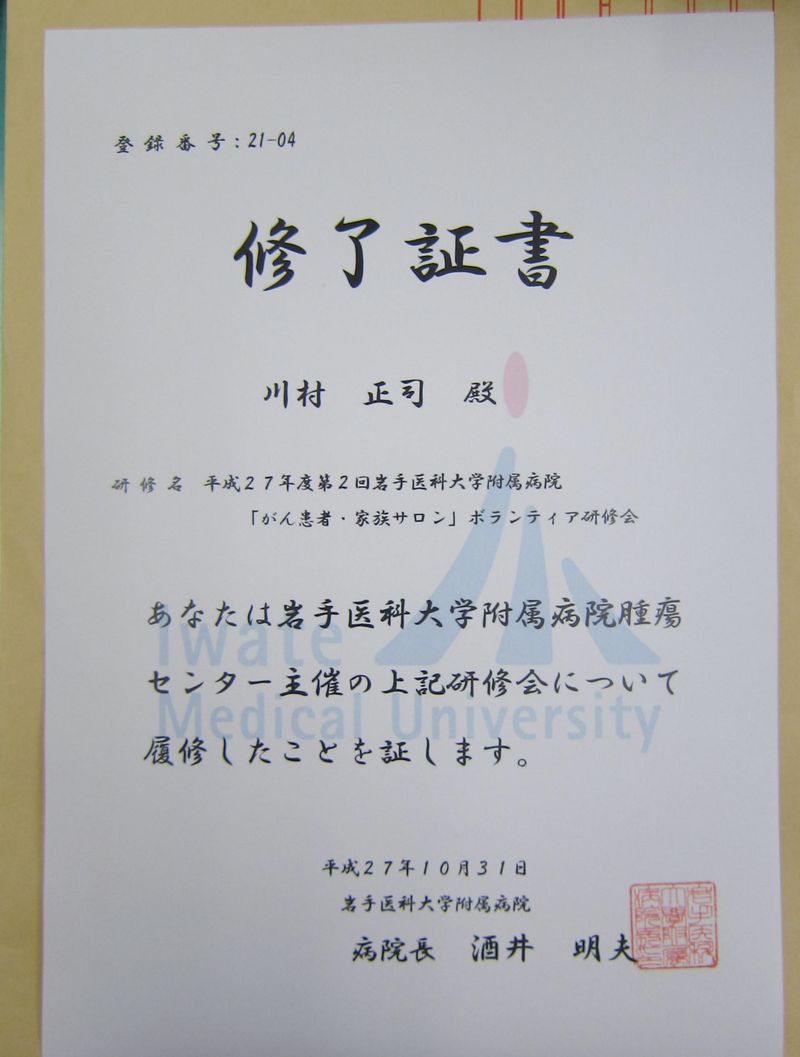 登録番号:21-04
修了証書
川村 正司 殿
研修名 平成27年度第2回岩手医科大学附属病院
「がん患者・家族サロン」ボランティア研修会
あなたは岩手医科大学附属病院腫瘍
センター主催の上記研修会について
履修したことを証します。
iwate
Medical University
平成27年10月31日
岩手医科大学附属病院
病院長 酒井 明夫